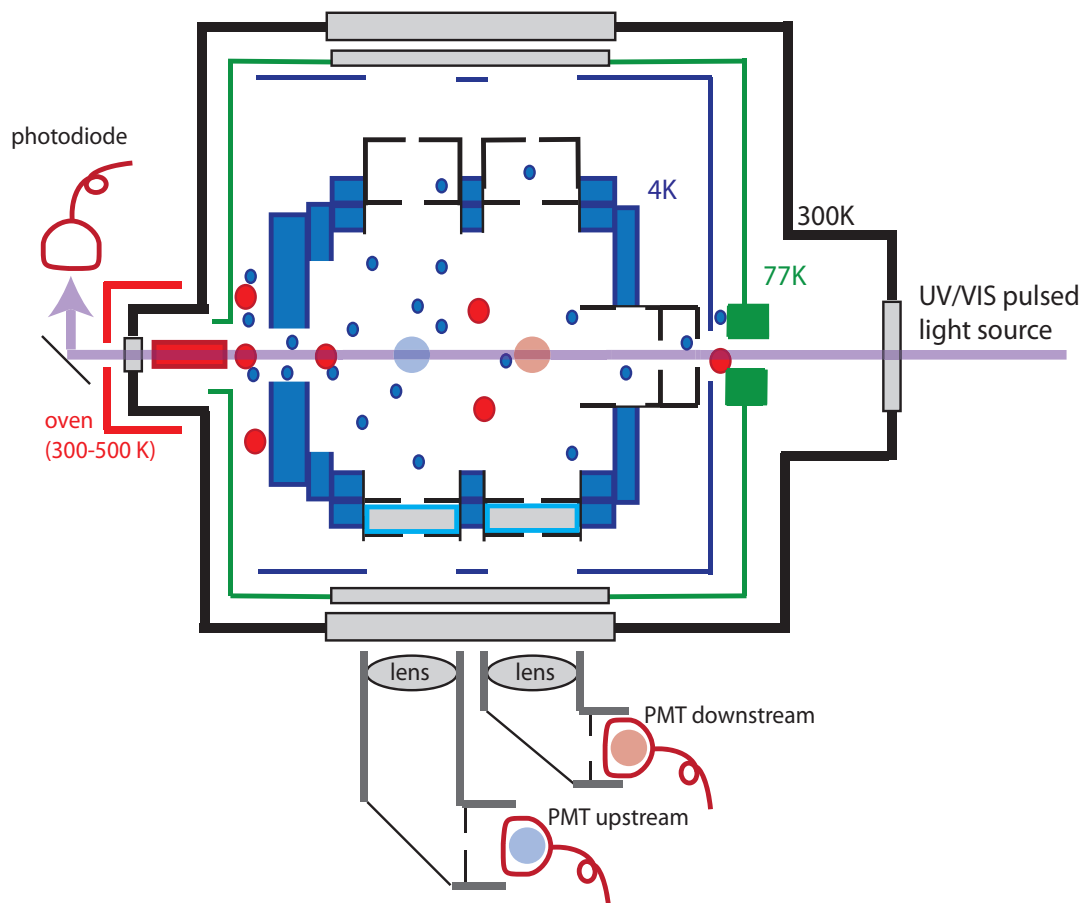 photodiode
4K
300K
77K
UV/VIS pulsed
light source
oven
(300-500 K)
lens
lens
PMT downstream
PMT upstream